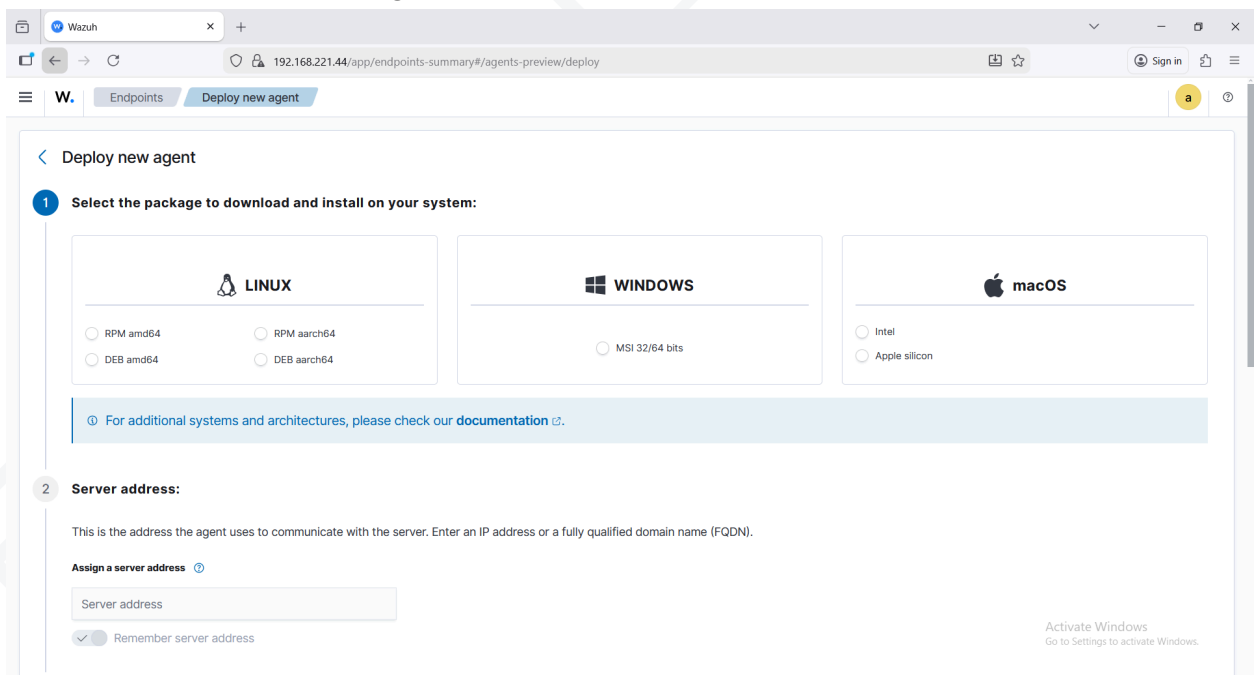 Wazuh
192.168.221.44/app/endpoints-summary#/agents-preview/deploy
Sign in
W. Endpoints Deploy new agent a
Deploy new agent
1 Select the package to download and install on your system:
LINUX
RPM amd64 RPM aarch64
DEB amd64 DEB aarch64
WINDOWS
MSI 32/64 bits
macOS
Intel
Apple silicon
For additional systems and architectures, please check our documentation.
2 Server address:
This is the address the agent uses to communicate with the server. Enter an IP address or a fully qualified domain name (FQDN).
Assign a server address
Server address
Remember server address
Activate Windows
Go to Settings to activate Windows.